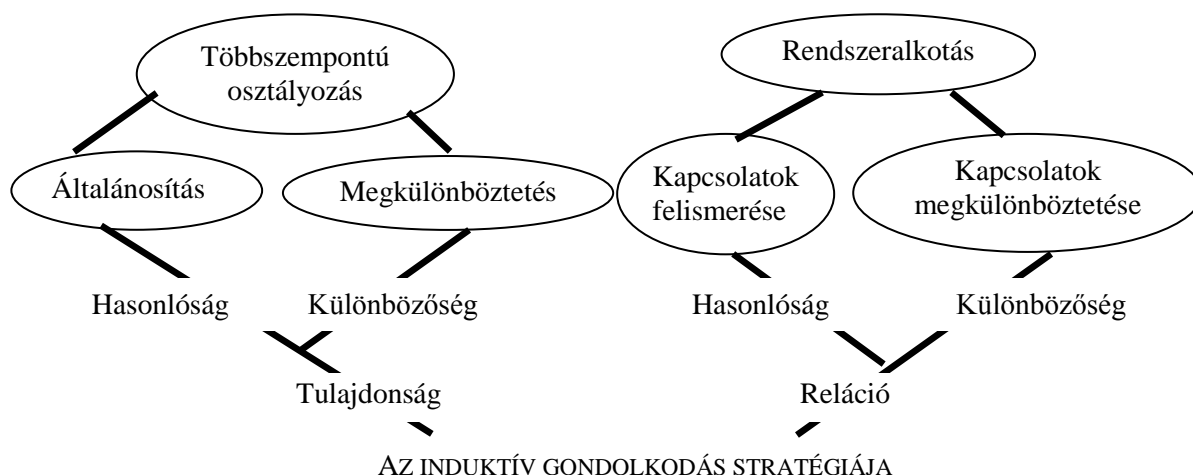 Többszempontú
osztályozás
Rendszeralkotás
Általánosítás
Megkülönböztetés
Kapcsolatok
felismerése
Kapcsolatok
megkülönböztetése
Hasonlóság
Különbözőség
Hasonlóság
Különbözőség
Tulajdonság
Reláció
AZ INDUKTÍV GONDOLKODÁS STRATÉGIÁJA